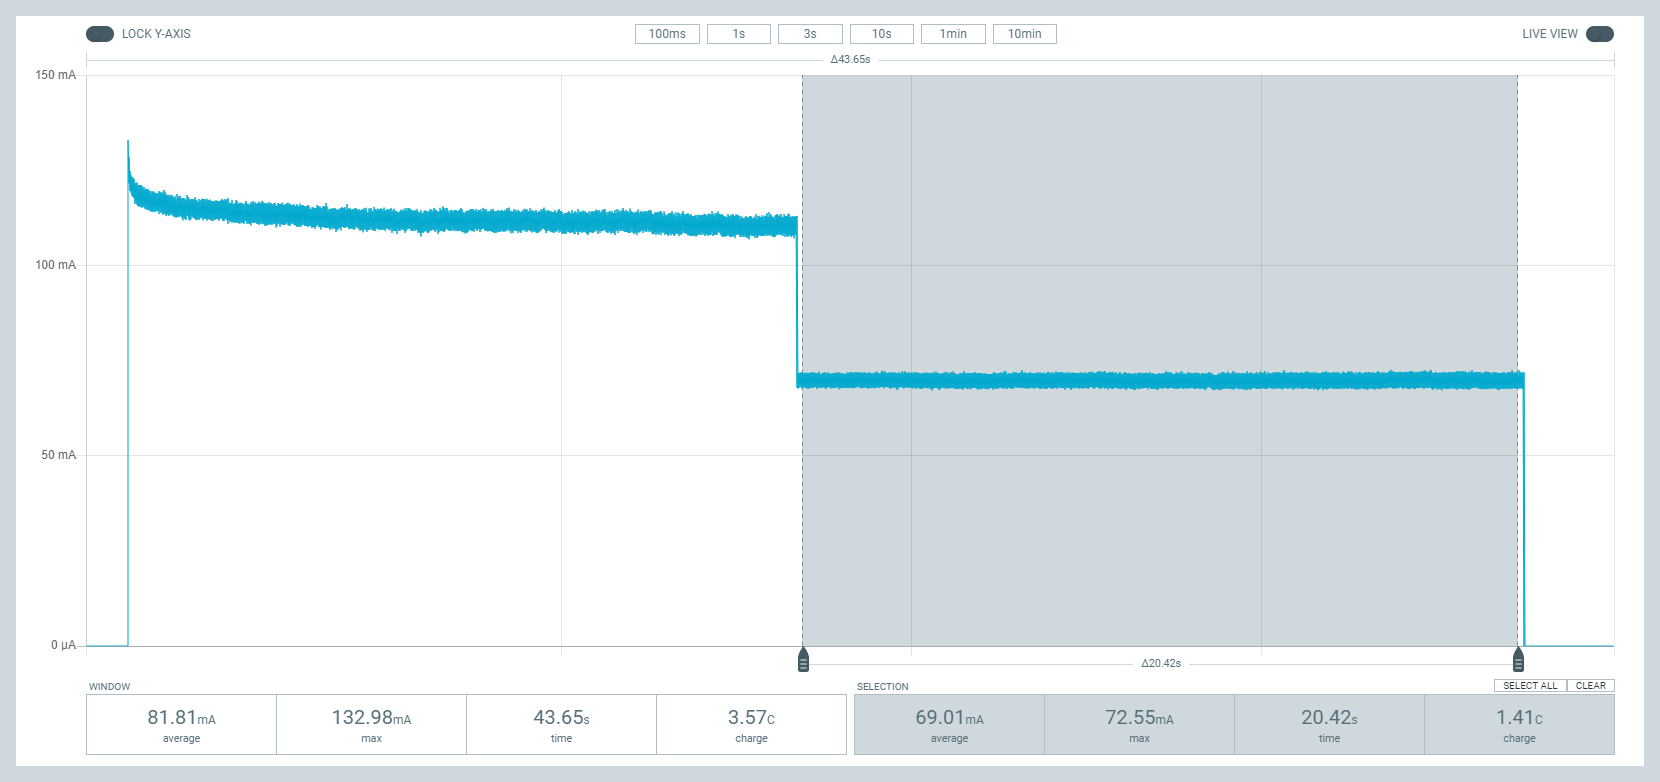 LOCK Y-AXIS 100ms 1s 3s 10s 1min 10min LIVE VIEW
Δ43.65s
150 mA
100 mA
50 mA
0 µA
Δ20.42s
WINDOW SELECTION SELECT ALL CLEAR
81.81mA 132.98mA 43.65s 3.57C 69.01mA 72.55mA 20.42s 1.41C
average max time charge average max time charge